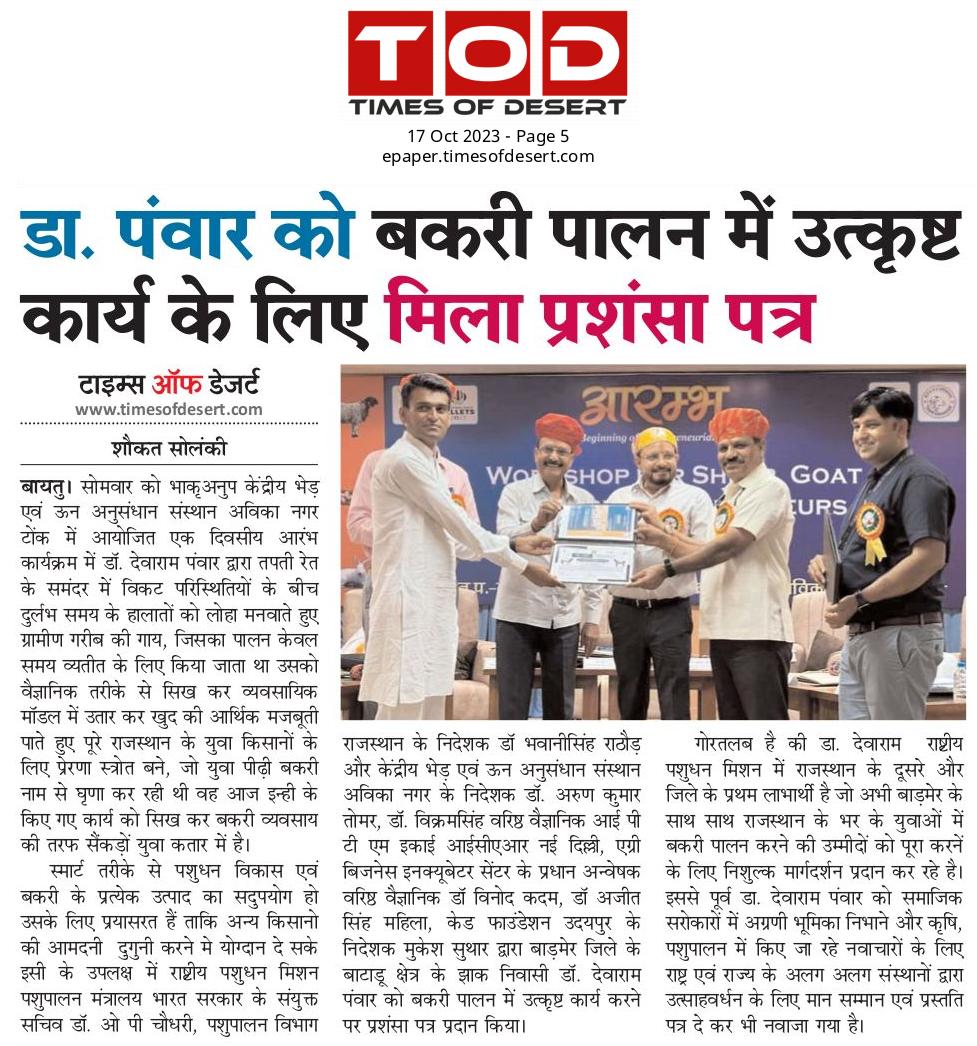 TOD
TIMES OF DESERT
17 Oct 2023 - Page 5
epaper.timesofdesert.com
डा. पंवार को बकरी पालन में उत्कृष्ट
कार्य के लिए मिला प्रशंसा पत्र
टाइम्स ऑफ डेजर्ट
www.timesofdesert.com
शौकत सोलंकी
बायतु। सोमवार को भाकृअनुप केंद्रीय भेड़
एवं ऊन अनुसंधान संस्थान अविका नगर
टोंक में आयोजित एक दिवसीय आरंभ
कार्यक्रम में डॉ. देवाराम पंवार द्वारा तपती रेत
के समंदर में विकट परिस्थितियों के बीच
दुर्लभ समय के हालातों को लोहा मनवाते हुए
ग्रामीण गरीब की गाय, जिसका पालन केवल
समय व्यतीत के लिए किया जाता था उसको
वैज्ञानिक तरीके से सिख कर व्यवसायिक
मॉडल में उतार कर खुद की आर्थिक मजबूती
पाते हुए पूरे राजस्थान के युवा किसानों के
लिए प्रेरणा स्त्रोत बने, जो युवा पीढ़ी बकरी
नाम से घृणा कर रही थी वह आज इन्ही के
किए गए कार्य को सिख कर बकरी व्यवसाय
की तरफ सैंकड़ों युवा कतार में है।
स्मार्ट तरीके से पशुधन विकास एवं
बकरी के प्रत्येक उत्पाद का सदुपयोग हो
उसके लिए प्रयासरत हैं ताकि अन्य किसानो
की आमदनी दुगुनी करने मे योग्दान दे सके
इसी के उपलक्ष में राष्ट्रीय पशुधन मिशन
पशुपालन मंत्रालय भारत सरकार के संयुक्त
सचिव डॉ. ओ पी चौधरी, पशुपालन विभाग
आरम्भ
Beginning of
WORKSHOP FOR SH GOAT
EURS
राजस्थान के निदेशक डॉ भवानीसिंह राठौड़
और केंद्रीय भेड़ एवं ऊन अनुसंधान संस्थान
अविका नगर के निदेशक डॉ. अरुण कुमार
तोमर, डॉ. विक्रमसिंह वरिष्ठ वैज्ञानिक आई पी
टी एम इकाई आईसीएआर नई दिल्ली, एग्री
बिजनेस इनक्यूबेटर सेंटर के प्रधान अन्वेषक
वरिष्ठ वैज्ञानिक डॉ विनोद कदम, डॉ अजीत
सिंह महिला, केड फाउंडेशन उदयपुर के
निदेशक मुकेश सुथार द्वारा बाड़मेर जिले के
बाटाडू क्षेत्र के झाक निवासी डॉ. देवाराम
पंवार को बकरी पालन में उत्कृष्ट कार्य करने
पर प्रशंसा पत्र प्रदान किया।
गोरतलब है की डा. देवाराम राष्ट्रीय
पशुधन मिशन में राजस्थान के दूसरे और
जिले के प्रथम लाभार्थी है जो अभी बाड़मेर के
साथ साथ राजस्थान के भर के युवाओं में
बकरी पालन करने की उम्मीदों को पूरा करनें
के लिए निशुल्क मार्गदर्शन प्रदान कर रहे है।
इससे पूर्व डा. देवाराम पंवार को समाजिक
सरोकारों में अग्रणी भूमिका निभाने और कृषि,
पशुपालन में किए जा रहे नवाचारों के लिए
राष्ट्र एवं राज्य के अलग अलग संस्थानों द्वारा
उत्साहवर्धन के लिए मान सम्मान एवं प्रस्तति
पत्र दे कर भी नवाजा गया है।